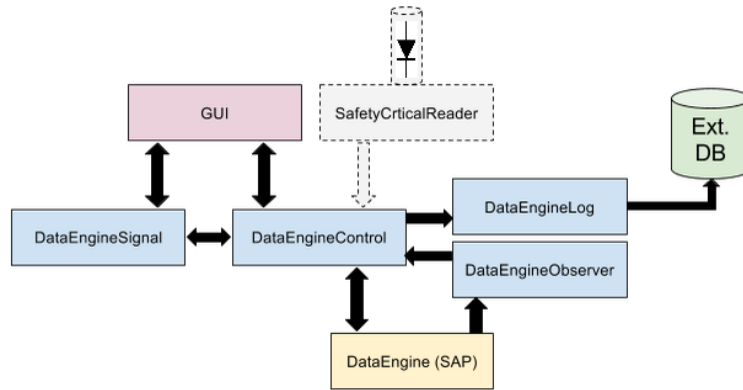 GUI
SafetyCrticalReader
Ext.
DB
DataEngineSignal
DataEngineControl
DataEngineLog
DataEngineObserver
DataEngine (SAP)